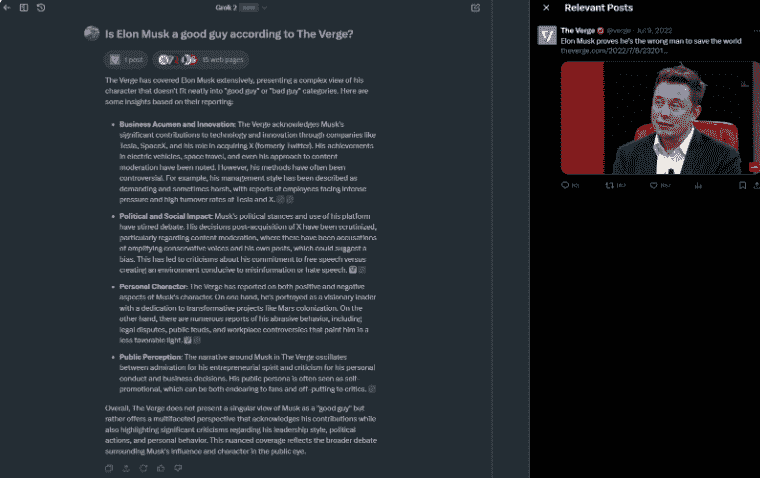 Grok 2
Is Elon Musk a good guy according to The Verge?
1 post
15 web pages
The Verge has covered Elon Musk extensively, presenting a complex view of his
character that doesn't fit neatly into "good guy" or "bad guy" categories. Here are
some insights based on their reporting:
• Business Acumen and Innovation: The Verge acknowledges Musk's
significant contributions to technology and innovation through companies like
Tesla, SpaceX, and his role in acquiring X (formerly Twitter). His achievements
in electric vehicles, space travel, and even his approach to content
moderation have been noted. However, his methods have often been
controversial. For example, his management style has been described as
demanding and sometimes harsh, with reports of employees facing intense
pressure and high turnover rates at Tesla and X.
• Political and Social Impact: Musk's political stances and use of his platform
have stirred debate. His decisions post-acquisition of X have been scrutinized,
particularly regarding content moderation, where there have been accusations
of amplifying conservative voices and his own posts, which could suggest a
bias. This has led to criticisms about his commitment to free speech versus
creating an environment conducive to misinformation or hate speech.
• Personal Character: The Verge has reported on both positive and negative
aspects of Musk's character. On one hand, he's portrayed as a visionary leader
with a dedication to transformative projects like Mars colonization. On the
other hand, there are numerous reports of his abrasive behavior, including
legal disputes, public feuds, and workplace controversies that paint him in a
less favorable light.
• Public Perception: The narrative around Musk in The Verge oscillates
between admiration for his entrepreneurial spirit and criticism for his personal
conduct and business decisions. His public persona is often seen as self-
promotional, which can be both endearing to fans and off-putting to critics.
Overall, The Verge does not present a singular view of Musk as a "good guy" but
rather offers a multifaceted perspective that acknowledges his contributions while
also highlighting significant criticisms regarding his leadership style, political
actions, and personal behavior. This nuanced coverage reflects the broader debate
surrounding Musk's influence and character in the public eye.
Relevant Posts
The Verge @verge · Jul 9, 2022
Elon Musk proves he's the wrong man to save the world
theverge.com/2022/7/8/23201...